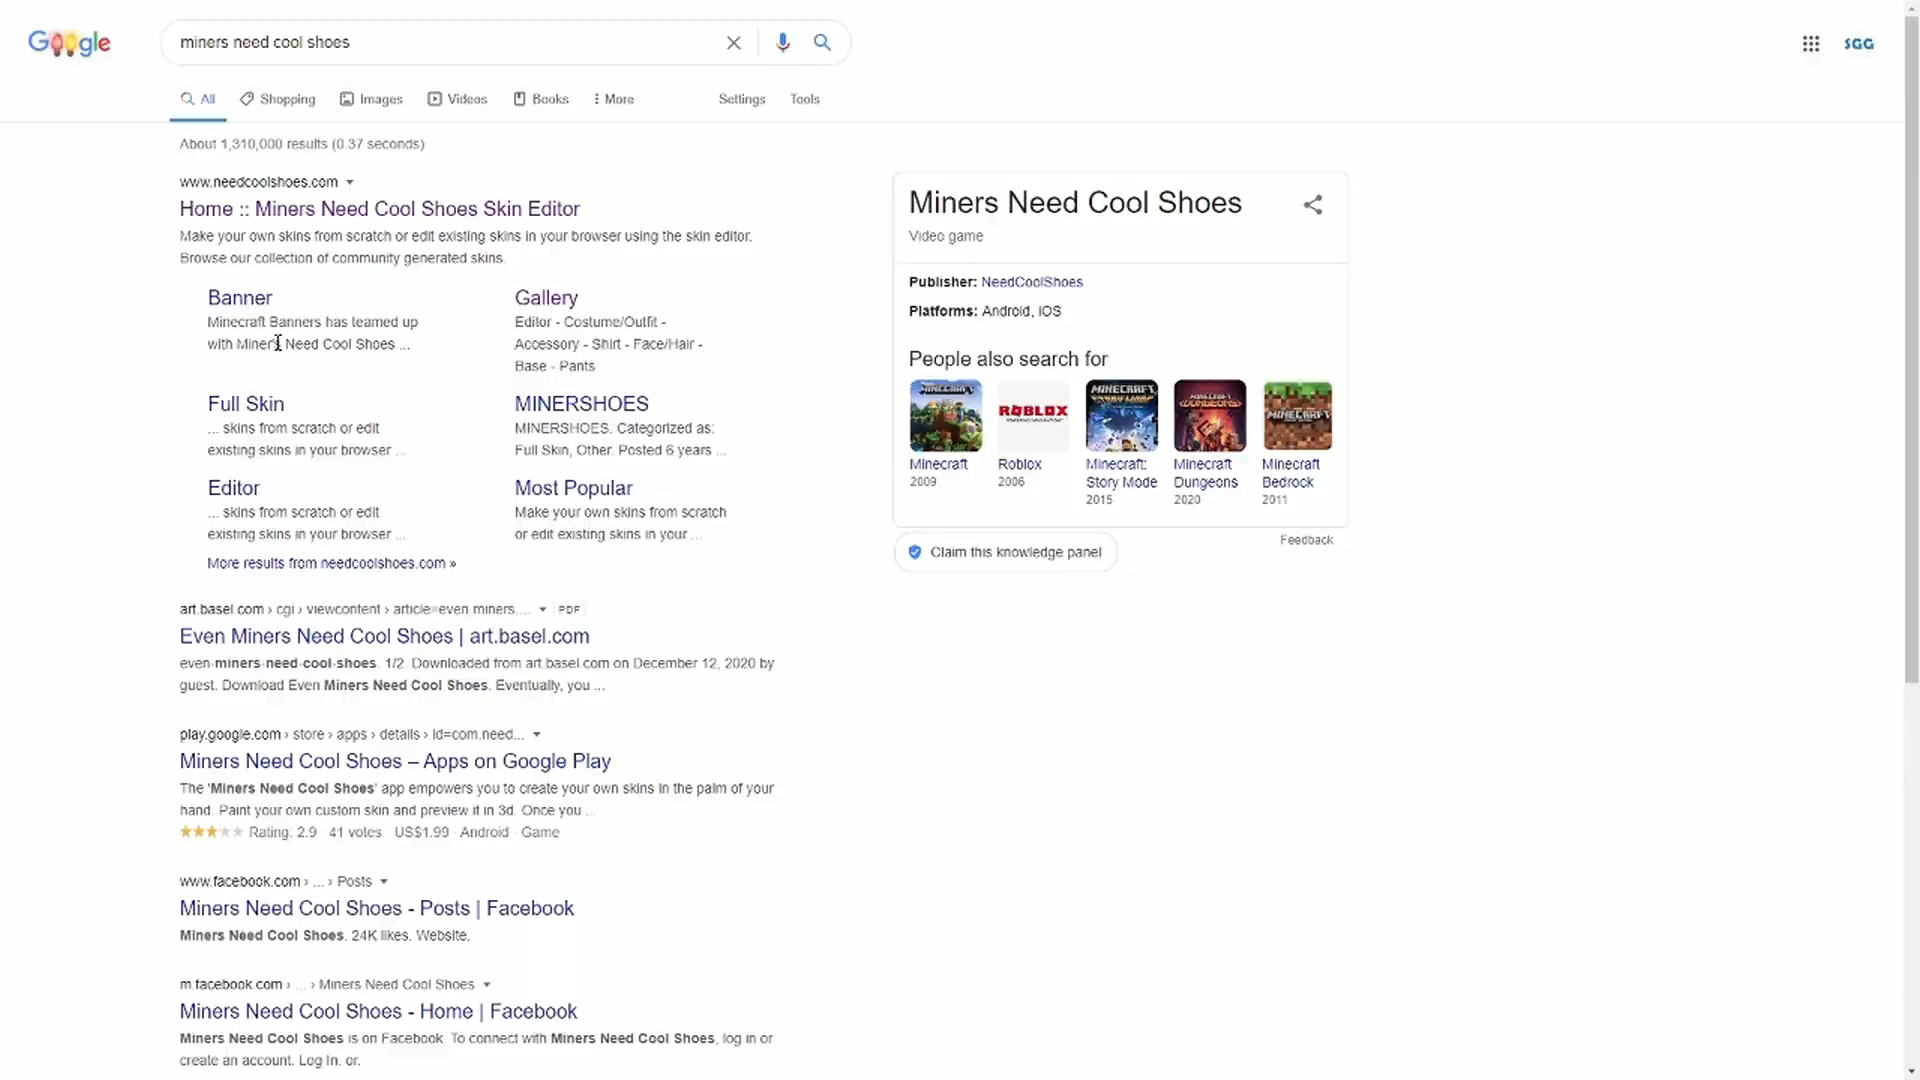 Google
miners need cool shoes
SGG
All
Shopping
Images
Videos
Books
More
Settings
Tools
About 1,310,000 results (0.37 seconds)
www.needcoolshoes.com
Home :: Miners Need Cool Shoes Skin Editor
Make your own skins from scratch or edit existing skins in your browser using the skin editor.
Browse our collection of community generated skins.
Banner
Minecraft Banners has teamed up
with Miners Need Cool Shoes ...
Gallery
Editor - Costume/Outfit -
Accessory - Shirt - Face/Hair -
Base - Pants
Full Skin
... skins from scratch or edit
existing skins in your browser ...
MINERSHOES
MINERSHOES. Categorized as:
Full Skin, Other. Posted 6 years ...
Editor
... skins from scratch or edit
existing skins in your browser ...
Most Popular
Make your own skins from scratch
or edit existing skins in your ...
More results from needcoolshoes.com »
art.basel.com › cgi › viewcontent › article=even miners.... PDF
Even Miners Need Cool Shoes | art.basel.com
even-miners-need-cool-shoes. 1/2. Downloaded from art.basel.com on December 12, 2020 by
guest. Download Even Miners Need Cool Shoes. Eventually, you ...
play.google.com › store › apps › details › id=com.need...
Miners Need Cool Shoes – Apps on Google Play
The 'Miners Need Cool Shoes' app empowers you to create your own skins in the palm of your
hand. Paint your own custom skin and preview it in 3d. Once you ...
Rating: 2.9 · 41 votes · US$1.99 · Android · Game
www.facebook.com › ... › Posts
Miners Need Cool Shoes - Posts | Facebook
Miners Need Cool Shoes. 24K likes. Website.
m.facebook.com › ... › Miners Need Cool Shoes
Miners Need Cool Shoes - Home | Facebook
Miners Need Cool Shoes is on Facebook. To connect with Miners Need Cool Shoes, log in or
create an account. Log In. or.
Miners Need Cool Shoes
Video game
Publisher: NeedCoolShoes
Platforms: Android, iOS
People also search for
MINECRAFT
ROBLOX
MINECRAFT
MINECRAFT
DUNGEONS
MINECRAFT
Minecraft
2009
Roblox
2006
Minecraft:
Story Mode
2015
Minecraft
Dungeons
2020
Minecraft
Bedrock
2011
Claim this knowledge panel
Feedback